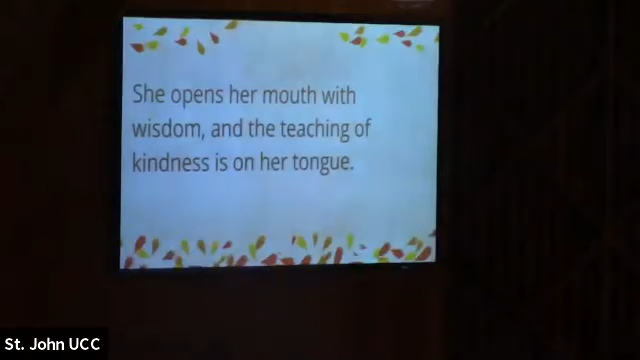 She opens her mouth with
wisdom, and the teaching of
kindness is on her tongue.
St. John UCC